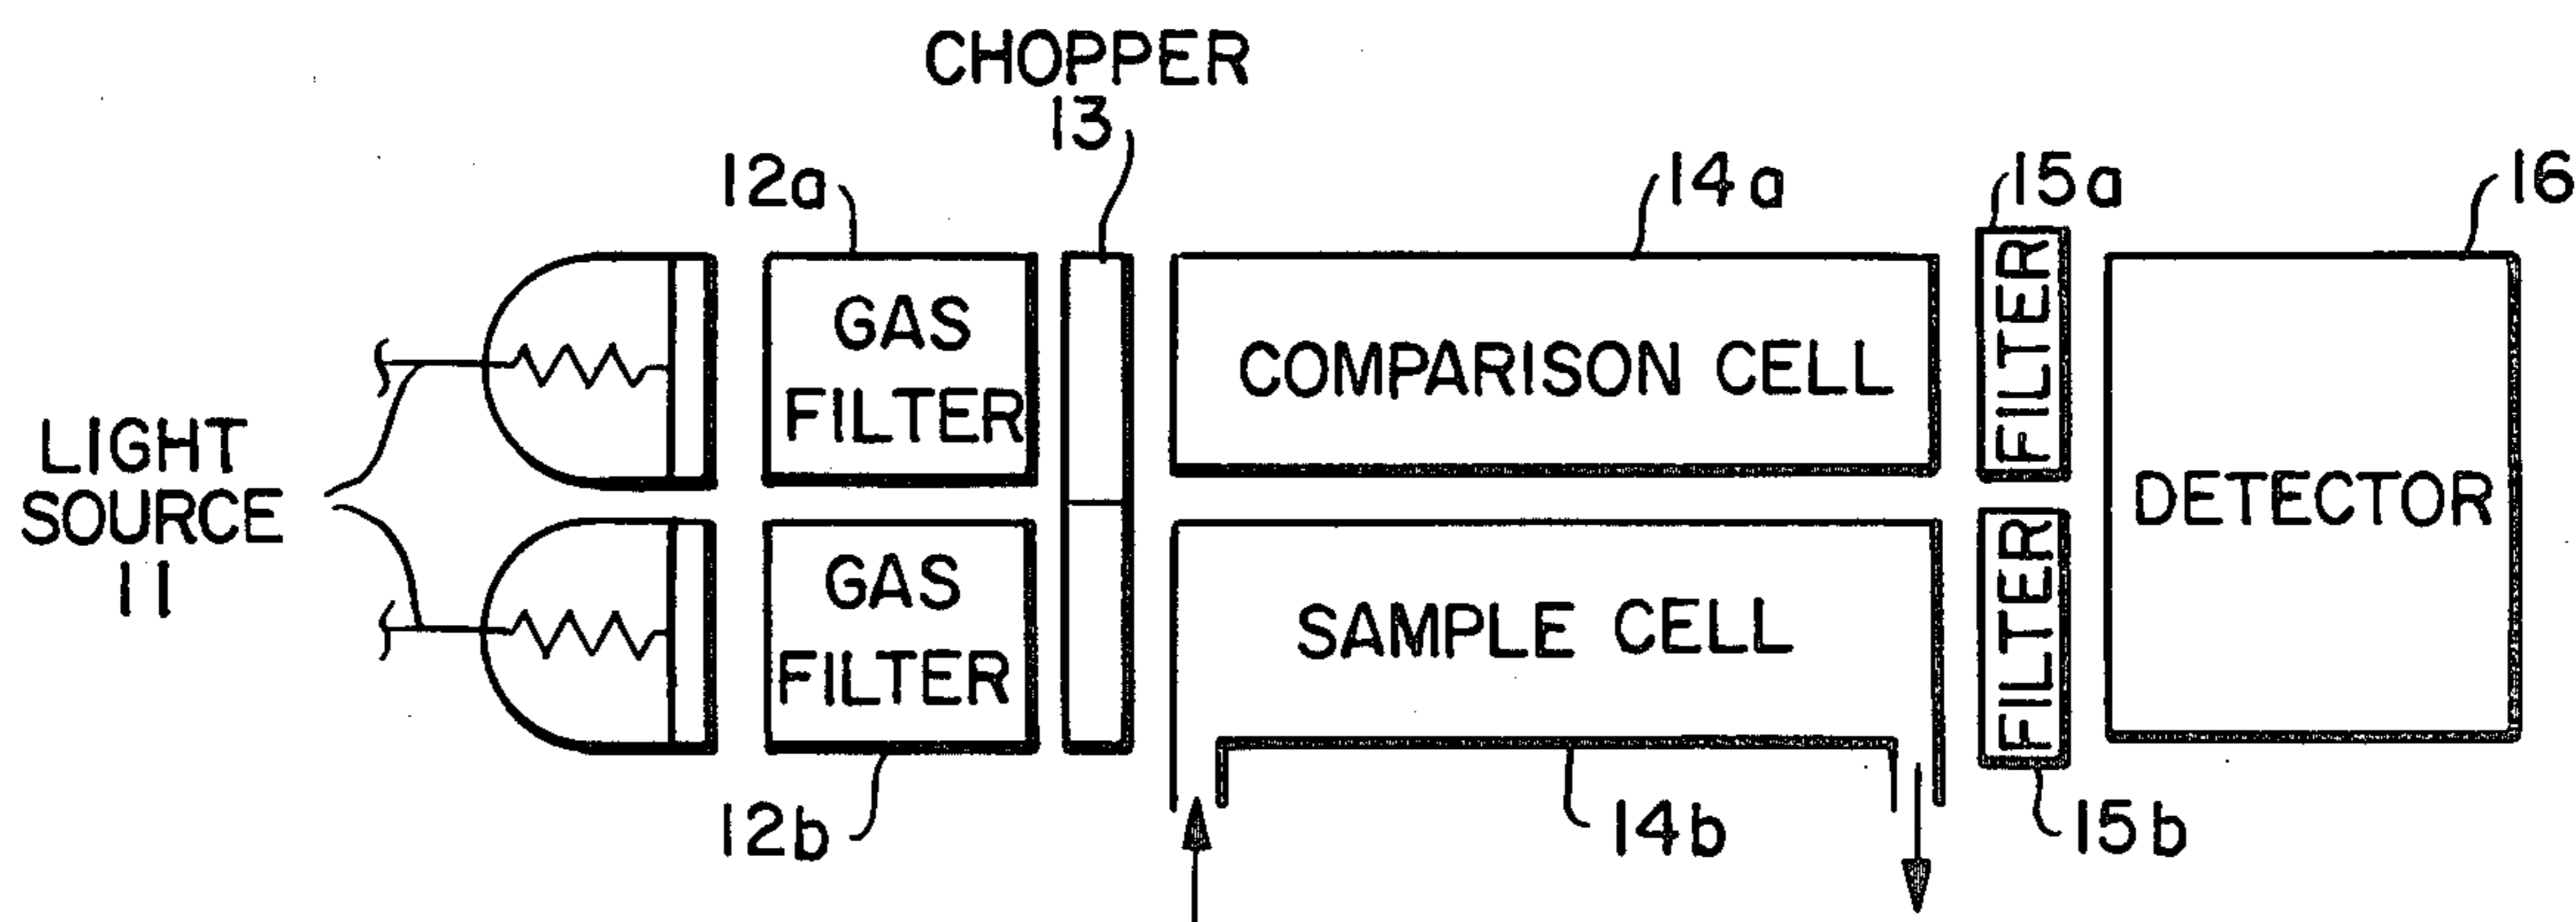 CHOPPER
13
12a
14a
15a
16
GAS
FILTER
COMPARISON CELL
FILTER
DETECTOR
LIGHT
SOURCE
11
GAS
FILTER
SAMPLE CELL
FILTER
12b
14b
15b